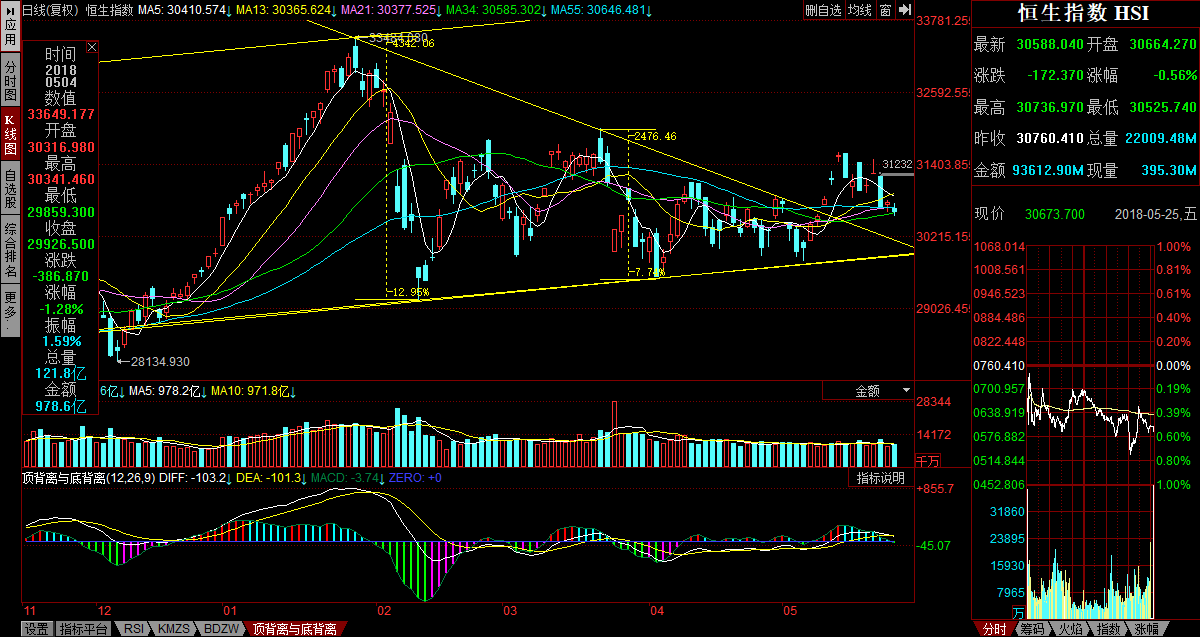 日线(复权) 恒生指数 MA5: 30410.574↓ MA13: 30365.624↓ MA21: 30377.525↓ MA34: 30585.302↓ MA55: 30646.481↓
删自选 均线 窗
应用
分时图
K线图
自选股
综合排名
更多
时间
2018
0504
数值
33649.177
开盘
30316.980
最高
30341.460
最低
29859.300
收盘
29926.500
涨跌
-386.870
涨幅
-1.28%
振幅
1.59%
总量
121.8亿
金额
978.6亿
4342.06
2476.46
31232
-7.74%
-12.95%
←28134.930
33781.25
32592.55
31403.85
30215.15
29026.45
6亿↓ MA5: 978.2亿↓ MA10: 971.8亿↓
金额
28344
14172
千万
顶背离与底背离(12,26,9) DIFF: -103.2↓ DEA: -101.3↓ MACD: -3.74↓ ZERO: +0
指标说明
+855.7
-45.07
11 12 01 02 03 04 05
设置 指标平台 RSI KMZS BDZW 顶背离与底背离
恒生指数 HSI
最新 30588.040 开盘 30664.270
涨跌 -172.370 涨幅 -0.56%
最高 30736.970 最低 30525.740
昨收 30760.410 总量 22009.48M
金额 93612.90M 现量 395.30M
现价 30673.700 2018-05-25,五
1068.014 1.00%
1008.561 0.81%
0946.523 0.61%
0884.486 0.40%
0822.448 0.20%
0760.410 0.00%
0700.957 0.19%
0638.919 0.39%
0576.882 0.60%
0514.844 0.80%
0452.806 1.00%
31860
23895
15930
7965
万
分时 筹码 火焰 指数 涨幅